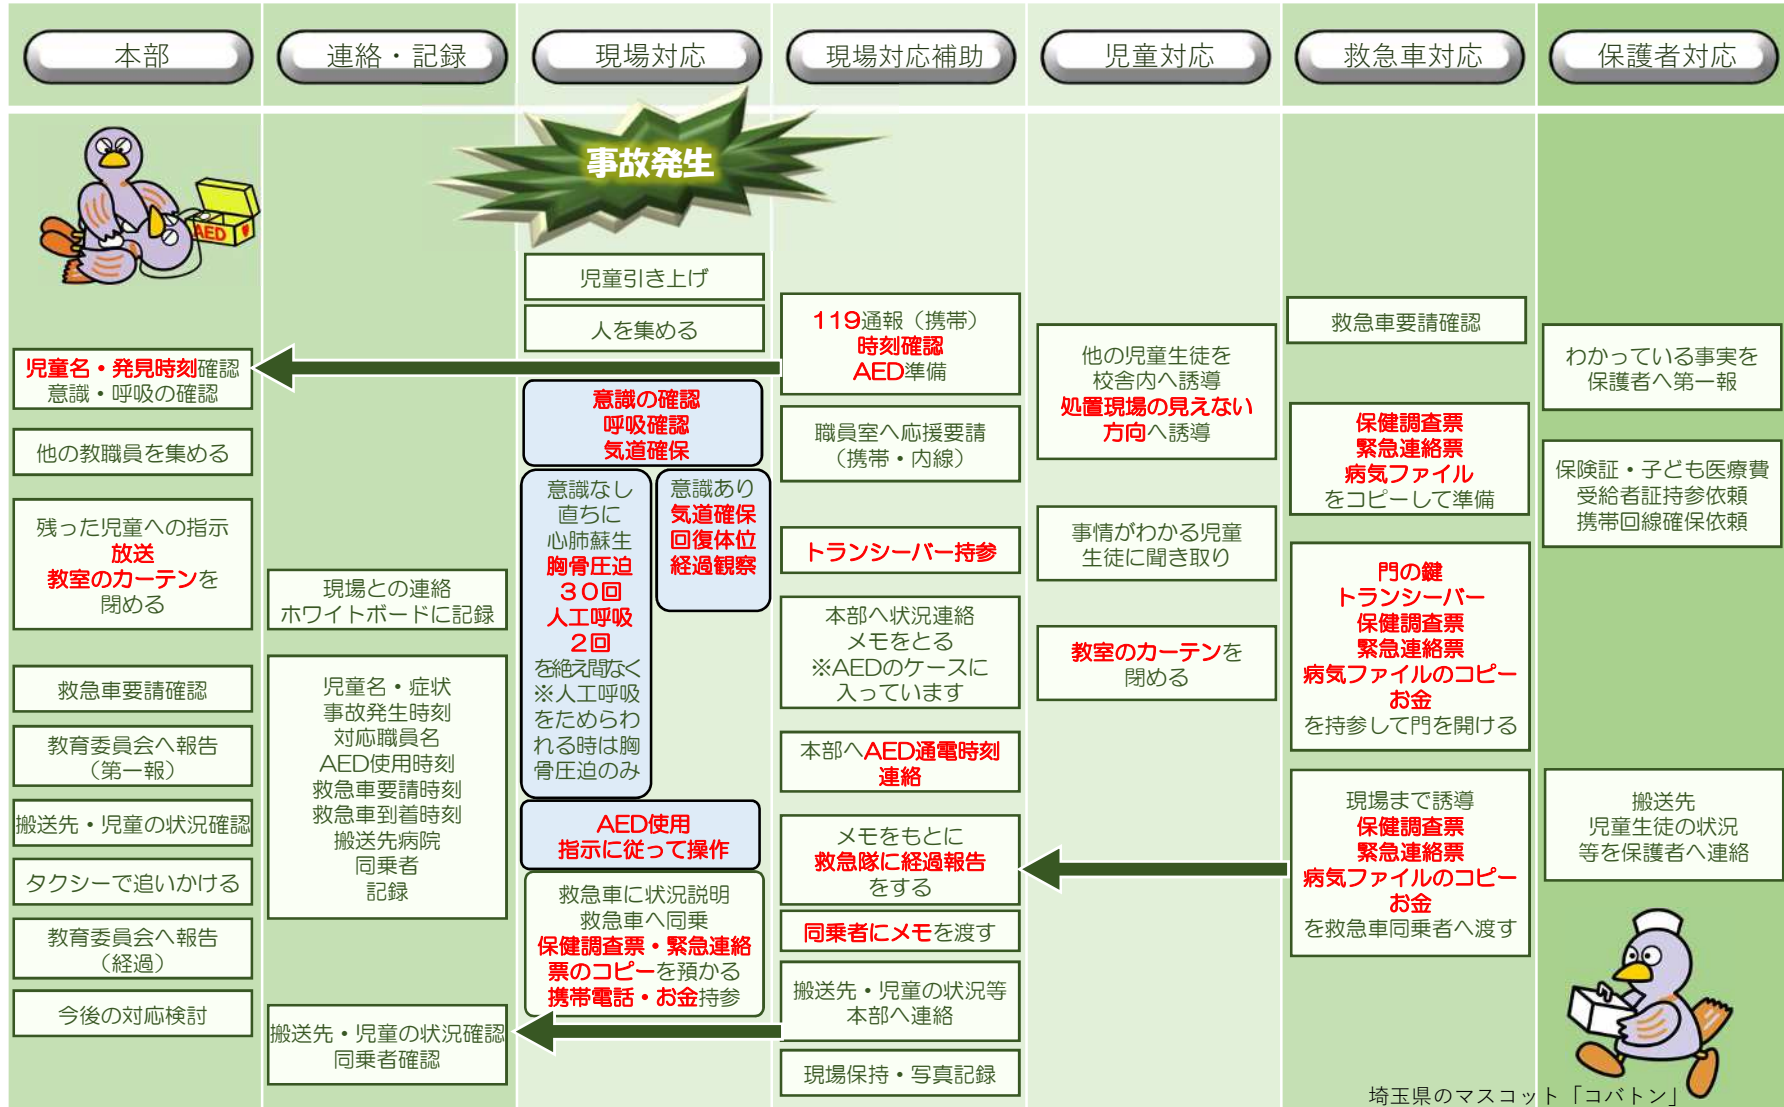 本部
連絡・記録
現場対応
現場対応補助
児童対応
救急車対応
保護者対応
事故発生
AED
児童名・発見時刻確認
意識・呼吸の確認
他の教職員を集める
残った児童への指示
放送
教室のカーテンを
閉める
救急車要請確認
教育委員会へ報告
（第一報）
搬送先・児童の状況確認
タクシーで追いかける
教育委員会へ報告
（経過）
今後の対応検討
現場との連絡
ホワイトボードに記録
児童名・症状
事故発生時刻
対応職員名
AED使用時刻
救急車要請時刻
救急車到着時刻
搬送先病院
同乗者
記録
搬送先・児童の状況確認
同乗者確認
児童引き上げ
人を集める
意識の確認
呼吸確認
気道確保
意識なし
直ちに
心肺蘇生
胸骨圧迫
３０回
人工呼吸
２回
を絶え間なく
※人工呼吸
をためらわ
れる時は胸
骨圧迫のみ
意識あり
気道確保
回復体位
経過観察
AED使用
指示に従って操作
救急車に状況説明
救急車へ同乗
保健調査票・緊急連絡
票のコピーを預かる
携帯電話・お金持参
119通報（携帯）
時刻確認
AED準備
職員室へ応援要請
（携帯・内線）
トランシーバー持参
本部へ状況連絡
メモをとる
※AEDのケースに
入っています
本部へAED通電時刻
連絡
メモをもとに
救急隊に経過報告
をする
同乗者にメモを渡す
搬送先・児童の状況等
本部へ連絡
現場保持・写真記録
他の児童生徒を
校舎内へ誘導
処置現場の見えない
方向へ誘導
事情がわかる児童
生徒に聞き取り
教室のカーテンを
閉める
救急車要請確認
保健調査票
緊急連絡票
病気ファイル
をコピーして準備
門の鍵
トランシーバー
保健調査票
緊急連絡票
病気ファイルのコピー
お金
を持参して門を開ける
現場まで誘導
保健調査票
緊急連絡票
病気ファイルのコピー
お金
を救急車同乗者へ渡す
わかっている事実を
保護者へ第一報
保険証・子ども医療費
受給者証持参依頼
携帯回線確保依頼
搬送先
児童生徒の状況
等を保護者へ連絡
埼玉県のマスコット「コバトン」